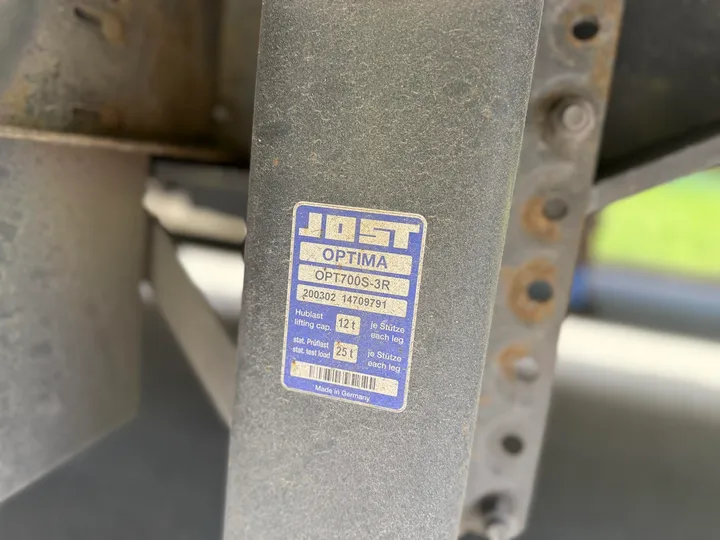 JOST
OPTIMA
OPT700S-3R
200302 14709791
Hublast 12 t je Stütze
lifting cap. each leg
stat. Prüflast 25 t je Stütze
stat. test load each leg
Made in Germany